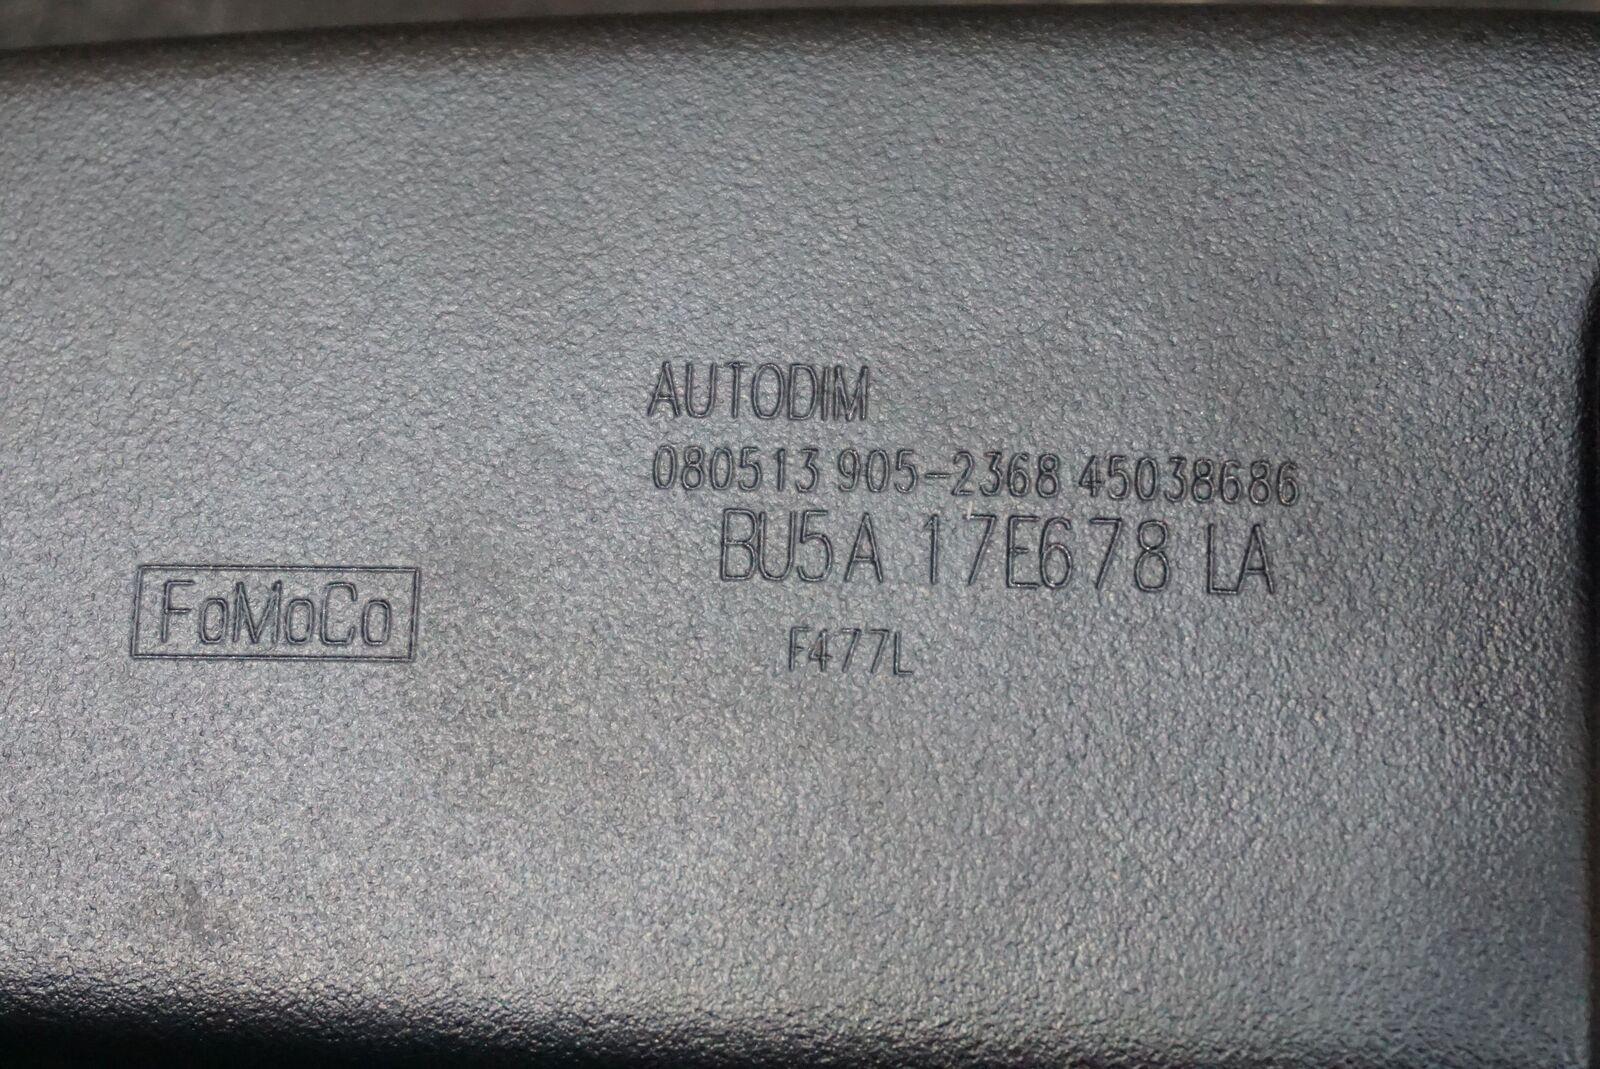 AUTODIM
080513 905-2368 45038686
BU5A 17E678 LA
FoMoCo
F477L